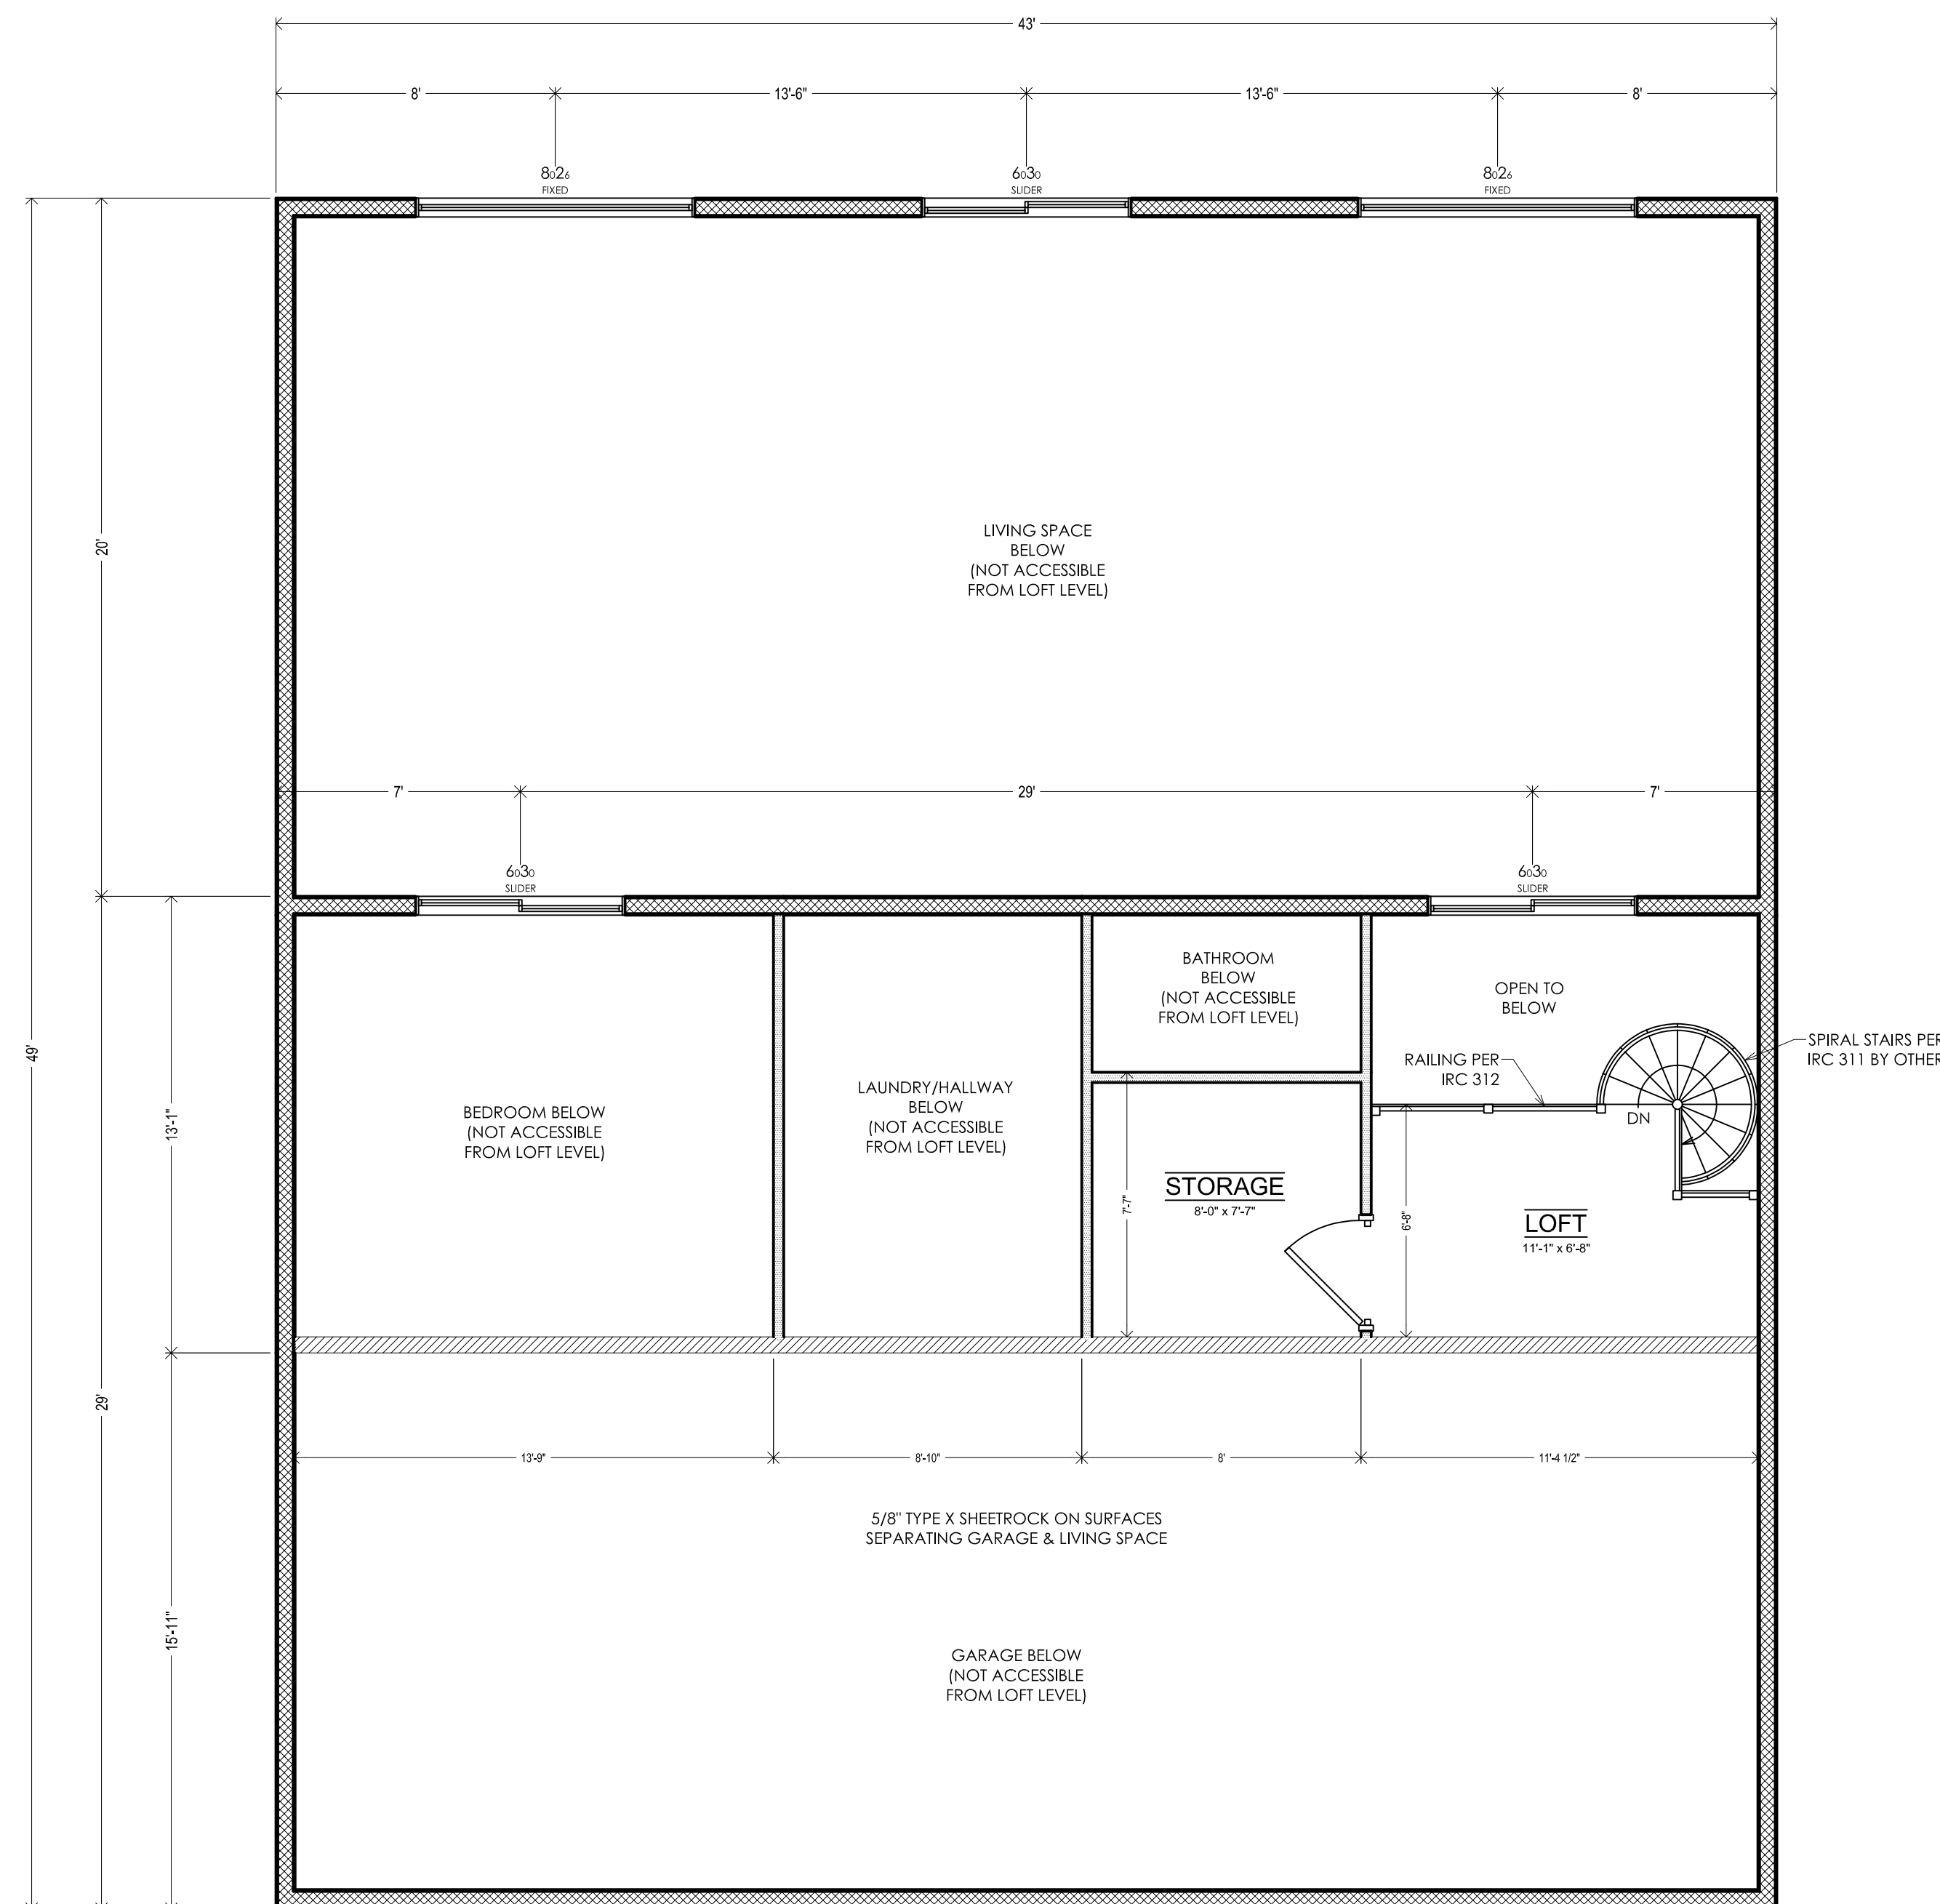 43'
8'
13'-6"
13'-6"
8'
8026
FIXED
6030
SLIDER
8026
FIXED
20'
LIVING SPACE
BELOW
(NOT ACCESSIBLE
FROM LOFT LEVEL)
7'
29'
7'
6030
SLIDER
6030
SLIDER
49'
13'-1"
BEDROOM BELOW
(NOT ACCESSIBLE
FROM LOFT LEVEL)
LAUNDRY/HALLWAY
BELOW
(NOT ACCESSIBLE
FROM LOFT LEVEL)
BATHROOM
BELOW
(NOT ACCESSIBLE
FROM LOFT LEVEL)
OPEN TO
BELOW
RAILING PER
IRC 312
SPIRAL STAIRS PER
IRC 311 BY OTHER
DN
7'-7"
STORAGE
8'-0" x 7'-7"
6'-8"
LOFT
11'-1" x 6'-8"
29'
13'-9"
8'-10"
8'
11'-4 1/2"
5/8" TYPE X SHEETROCK ON SURFACES
SEPARATING GARAGE & LIVING SPACE
15'-11"
GARAGE BELOW
(NOT ACCESSIBLE
FROM LOFT LEVEL)